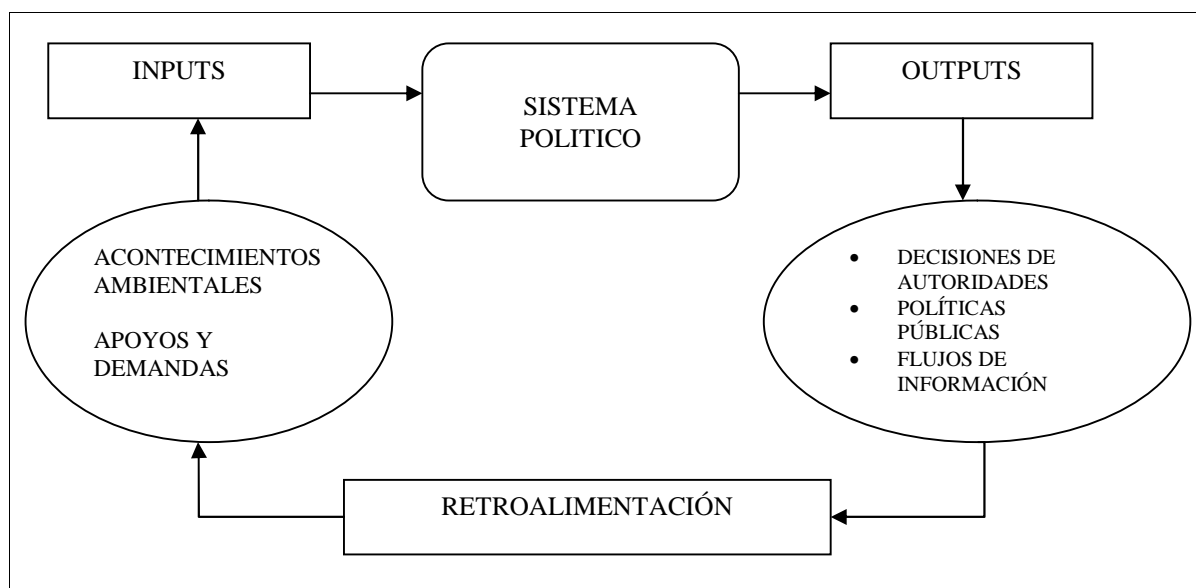 INPUTS
SISTEMA
POLITICO
OUTPUTS
ACONTECIMIENTOS
AMBIENTALES
APOYOS Y
DEMANDAS
• DECISIONES DE
AUTORIDADES
• POLÍTICAS
PÚBLICAS
• FLUJOS DE
INFORMACIÓN
RETROALIMENTACIÓN